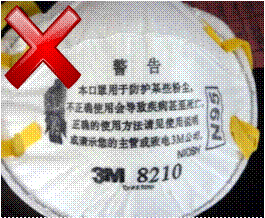 警告
本口罩用于防护某些粉尘.
不正确使用会导致疾病甚至死亡.
正确的使用方法请见使用说明
或请示您的主管或致电3M公司.
NIOSH
N95
3M 8210